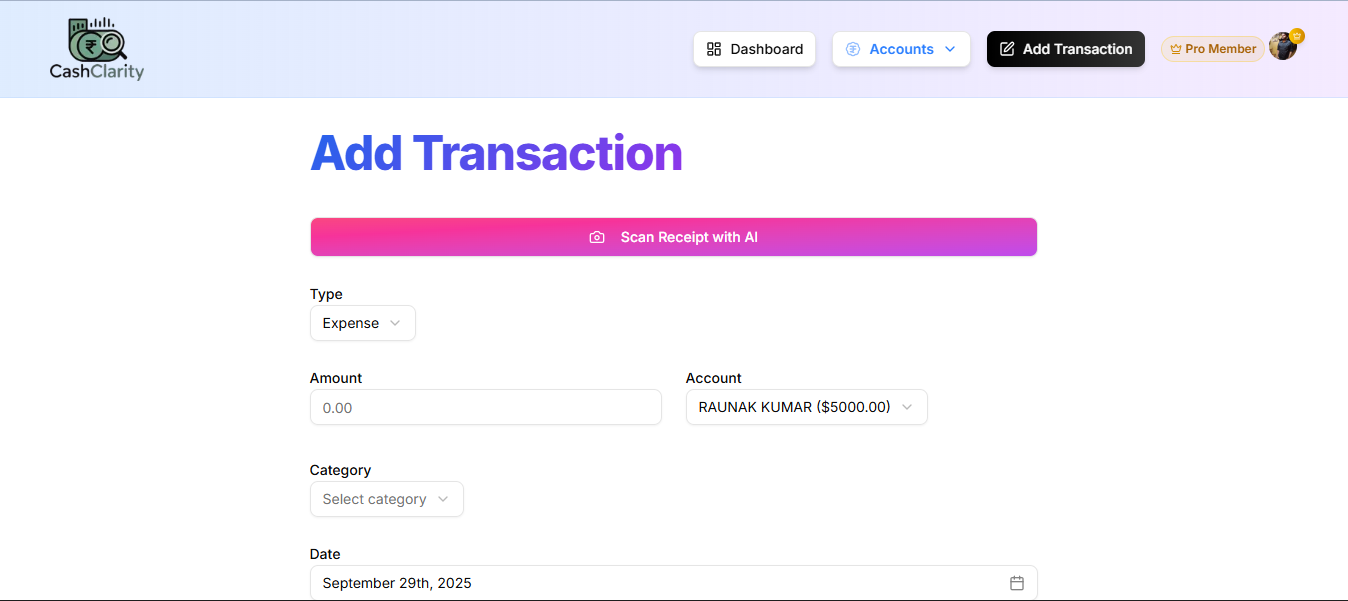 CashClarity
Dashboard
Accounts
Add Transaction
Pro Member
Add Transaction
Scan Receipt with AI
Type
Expense
Amount
Account
0.00
RAUNAK KUMAR ($5000.00)
Category
Select category
Date
September 29th, 2025